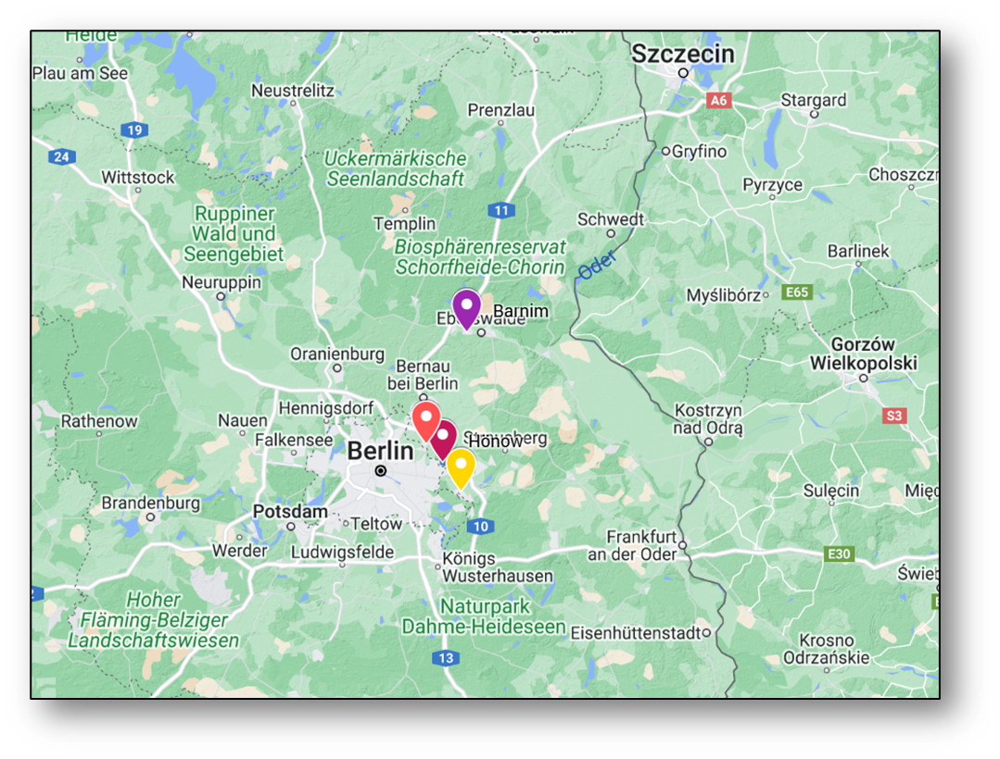 Heide
Szczecin
Plau am See
Neustrelitz
A6
Stargard
Prenzlau
19
24
Gryfino
Uckermärkische
Seenlandschaft
Wittstock
Pyrzyce
11
Ruppiner
Wald und
Seengebiet
Templin
Schwedt
Biosphärenreservat
Schorfheide-Chorin
Oder
Barlinek
Neuruppin
Myślibórz
E65
Barnim
Gorzów
Wielkopolski
Oranienburg
Bernau
bei Berlin
Hennigsdorf
Kostrzyn
nad Odrą
S3
Rathenow
Nauen
Falkensee
Hönow
Berlin
Sulęcin
Brandenburg
Potsdam
Teltow
10
Werder
Ludwigsfelde
Frankfurt
an der Oder
E30
Königs
Wusterhausen
Hoher
Fläming-Belziger
Landschaftswiesen
Naturpark
Dahme-Heideseen
Eisenhüttenstadt
Krosno
Odrzańskie
13